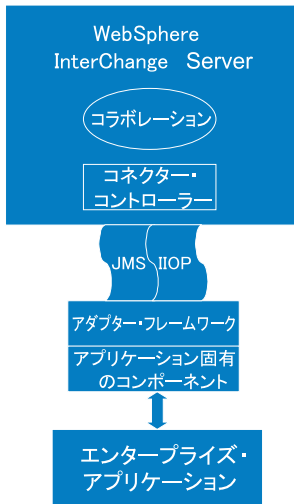 WebSphere
InterChange Server
コラボレーション
コネクター・
コントローラー
JMS IIOP
アダプター・フレームワーク
アプリケーション固有
のコンポーネント
エンタープライズ・
アプリケーション